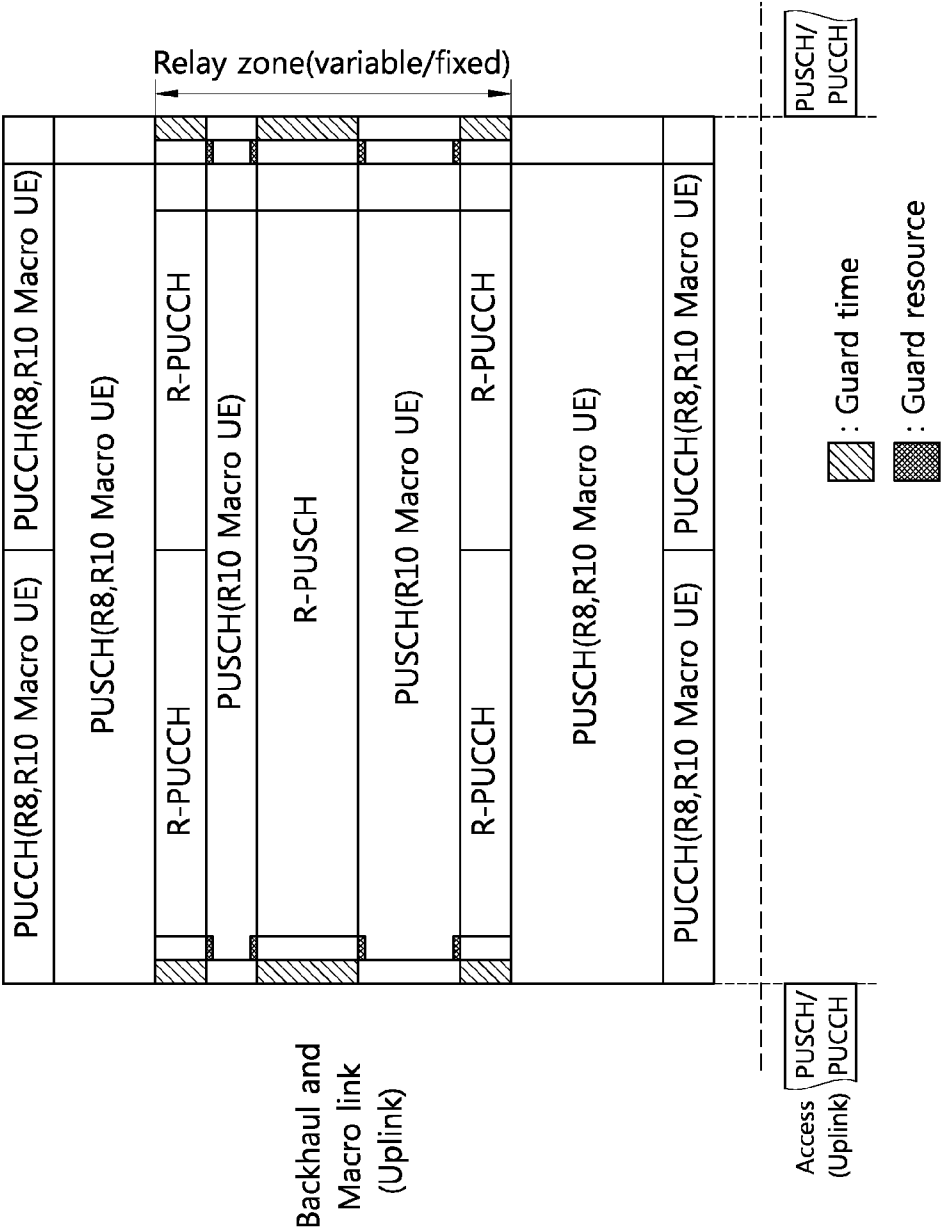 Relay zone(variable/fixed)
PUCCH(R8,R10 Macro UE)
PUCCH(R8,R10 Macro UE)
PUSCH(R8,R10 Macro UE)
R-PUCCH
R-PUCCH
PUSCH(R10 Macro UE)
R-PUSCH
PUSCH(R10 Macro UE)
R-PUCCH
R-PUCCH
PUSCH(R8,R10 Macro UE)
PUCCH(R8,R10 Macro UE)
PUCCH(R8,R10 Macro UE)
Backhaul and
Macro link
(Uplink)
Access
(Uplink)
PUSCH/
PUCCH
PUSCH/
PUCCH
: Guard time
: Guard resource